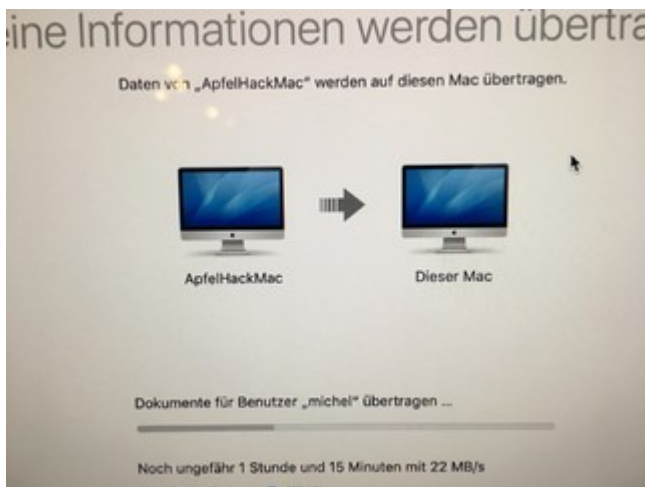 eine Informationen werden übertra
Daten von „ApfelHackMac" werden auf diesen Mac übertragen.
ApfelHackMac
Dieser Mac
Dokumente für Benutzer „michel" übertragen ...
Noch ungefähr 1 Stunde und 15 Minuten mit 22 MB/s